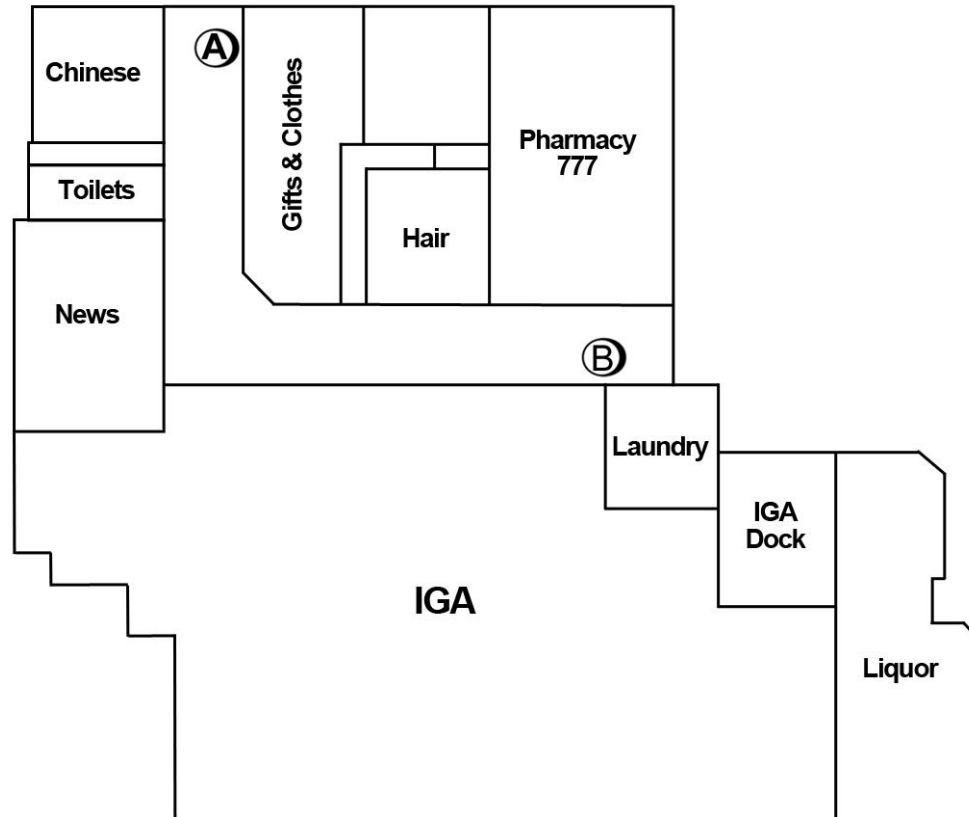 A
Chinese
Gifts & Clothes
Pharmacy
777
Toilets
Hair
News
B
Laundry
IGA
Dock
IGA
Liquor